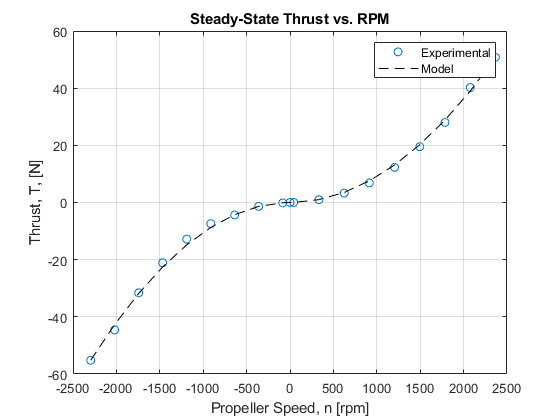 Steady-State Thrust vs. RPM
Experimental
Model
60
40
20
0
-20
-40
-60
Thrust, T, [N]
-2500 -2000 -1500 -1000 -500 0 500 1000 1500 2000 2500
Propeller Speed, n [rpm]